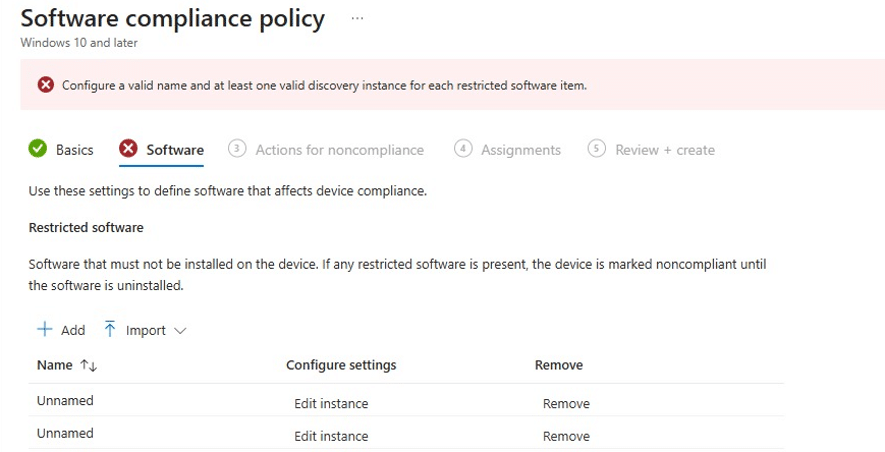 Software compliance policy ...
Windows 10 and later
Configure a valid name and at least one valid discovery instance for each restricted software item.
Basics Software 3 Actions for noncompliance 4 Assignments 5 Review + create
Use these settings to define software that affects device compliance.
Restricted software
Software that must not be installed on the device. If any restricted software is present, the device is marked noncompliant until
the software is uninstalled.
Add Import
Name Configure settings Remove
Unnamed Edit instance Remove
Unnamed Edit instance Remove